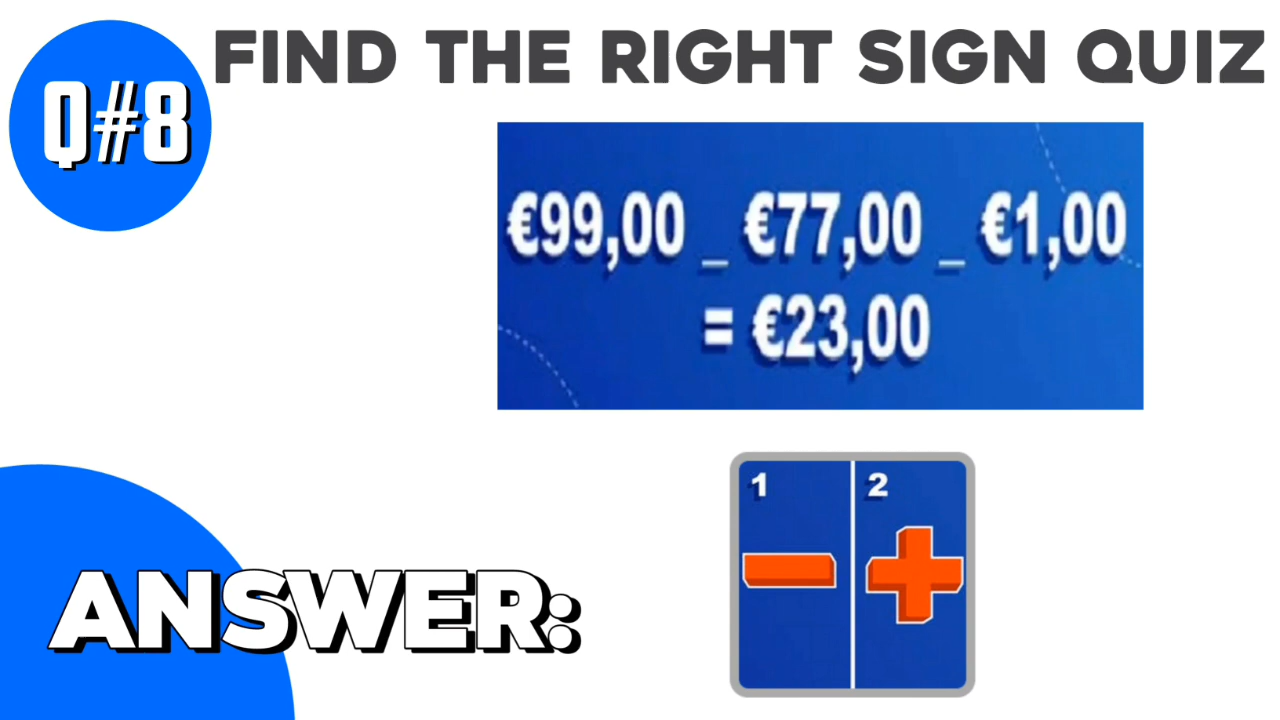 FIND THE RIGHT SIGN QUIZ
Q#8
€99,00 _ €77,00 _ €1,00
= €23,00
1 2
- +
ANSWER: